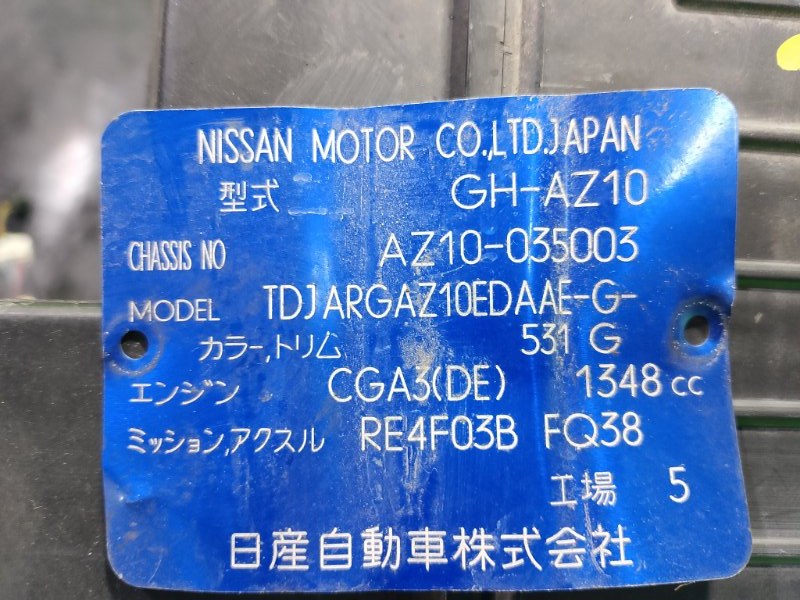 NISSAN MOTOR CO.,LTD.JAPAN
型式 GH-AZ10
CHASSIS NO AZ10-035003
MODEL TDJARGAZ10EDAAE-G-
カラー,トリム 531 G
エンジン CGA3(DE) 1348cc
ミッション,アクスル RE4F03B FQ38
工場 5
日産自動車株式会社